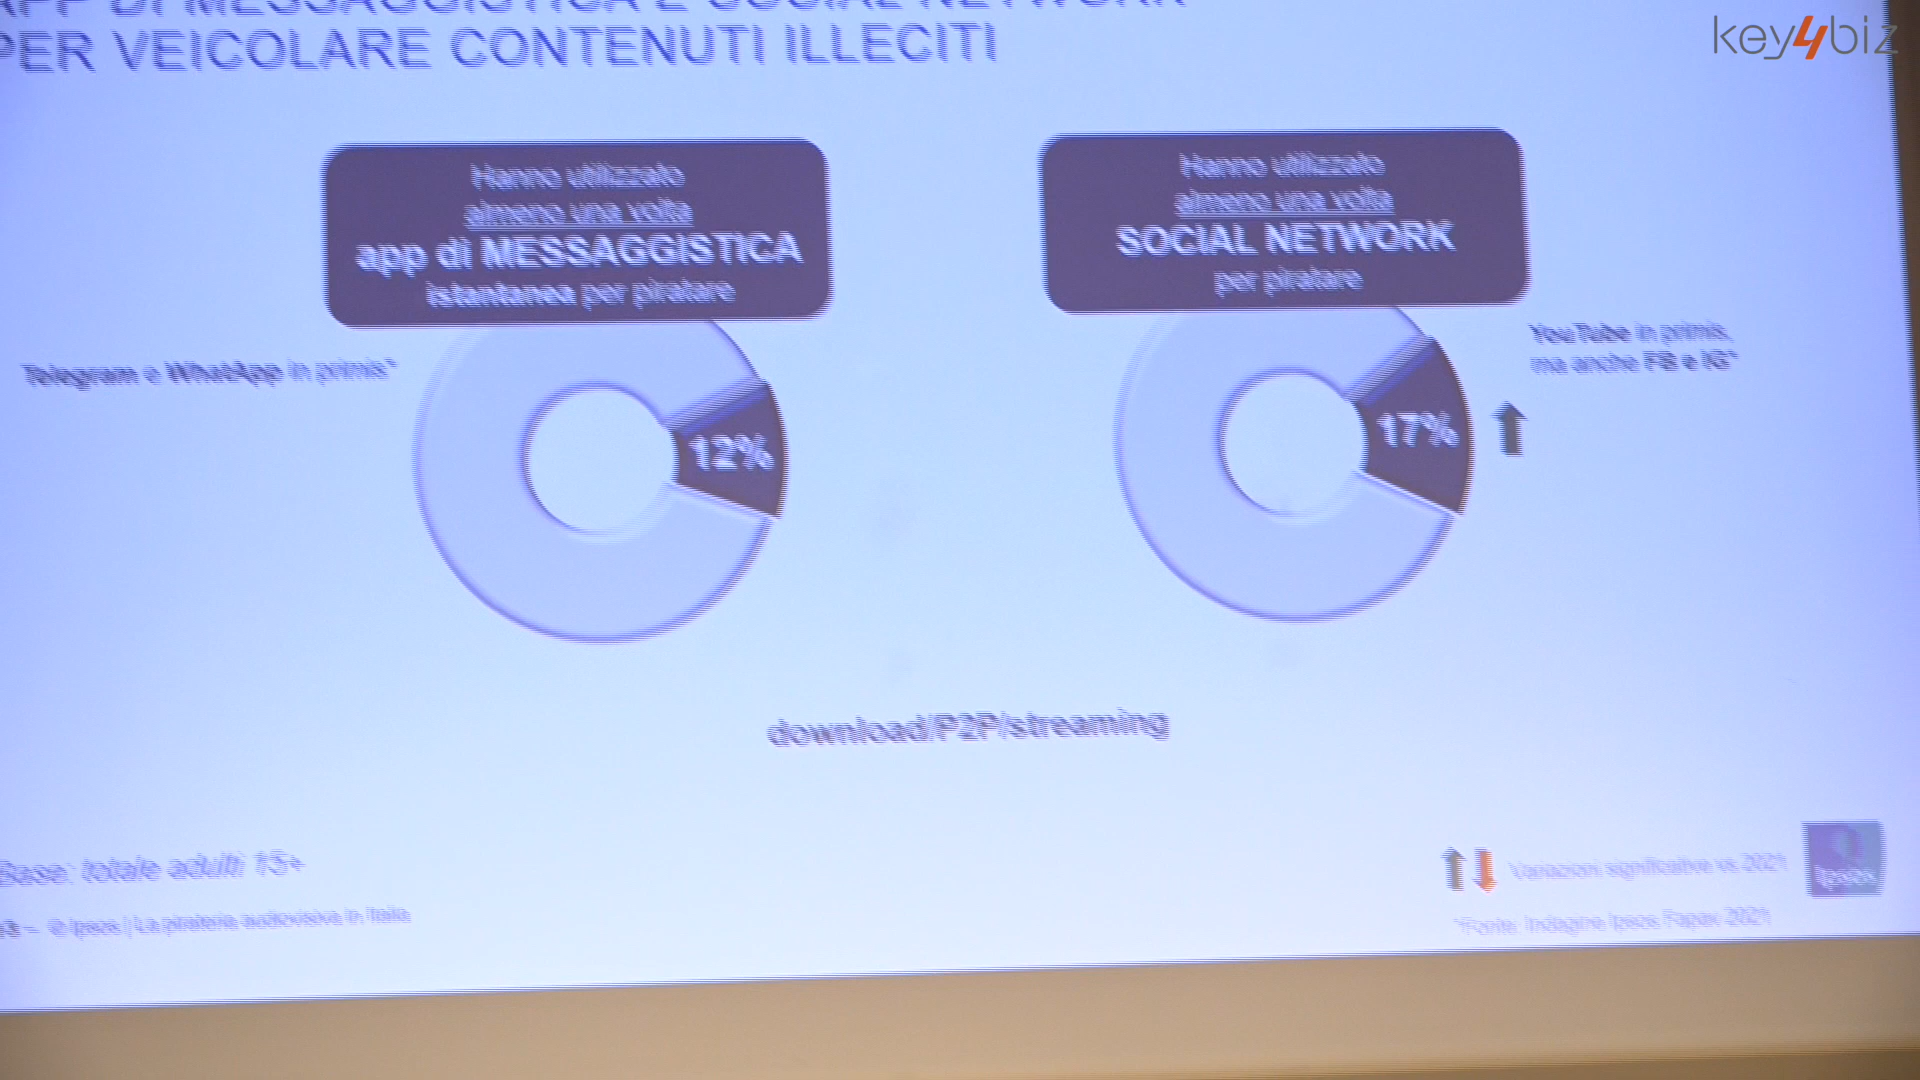 APP DI MESSAGGISTICA E SOCIAL NETWORK
PER VEICOLARE CONTENUTI ILLECITI
key4biz
Hanno utilizzato
almeno una volta
app di MESSAGGISTICA
istantanea per piratare
Hanno utilizzato
almeno una volta
SOCIAL NETWORK
per piratare
Telegram e WhatApp in primis*
12%
YouTube in primis,
ma anche FB e IG*
17%
download/P2P/streaming
Base: totale adulti 15+
© Ipsos | La pirateria audiovisiva in Italia
Variazioni significative vs 2021
Ipsos
*Fonte: Indagine Ipsos Fapav 2021